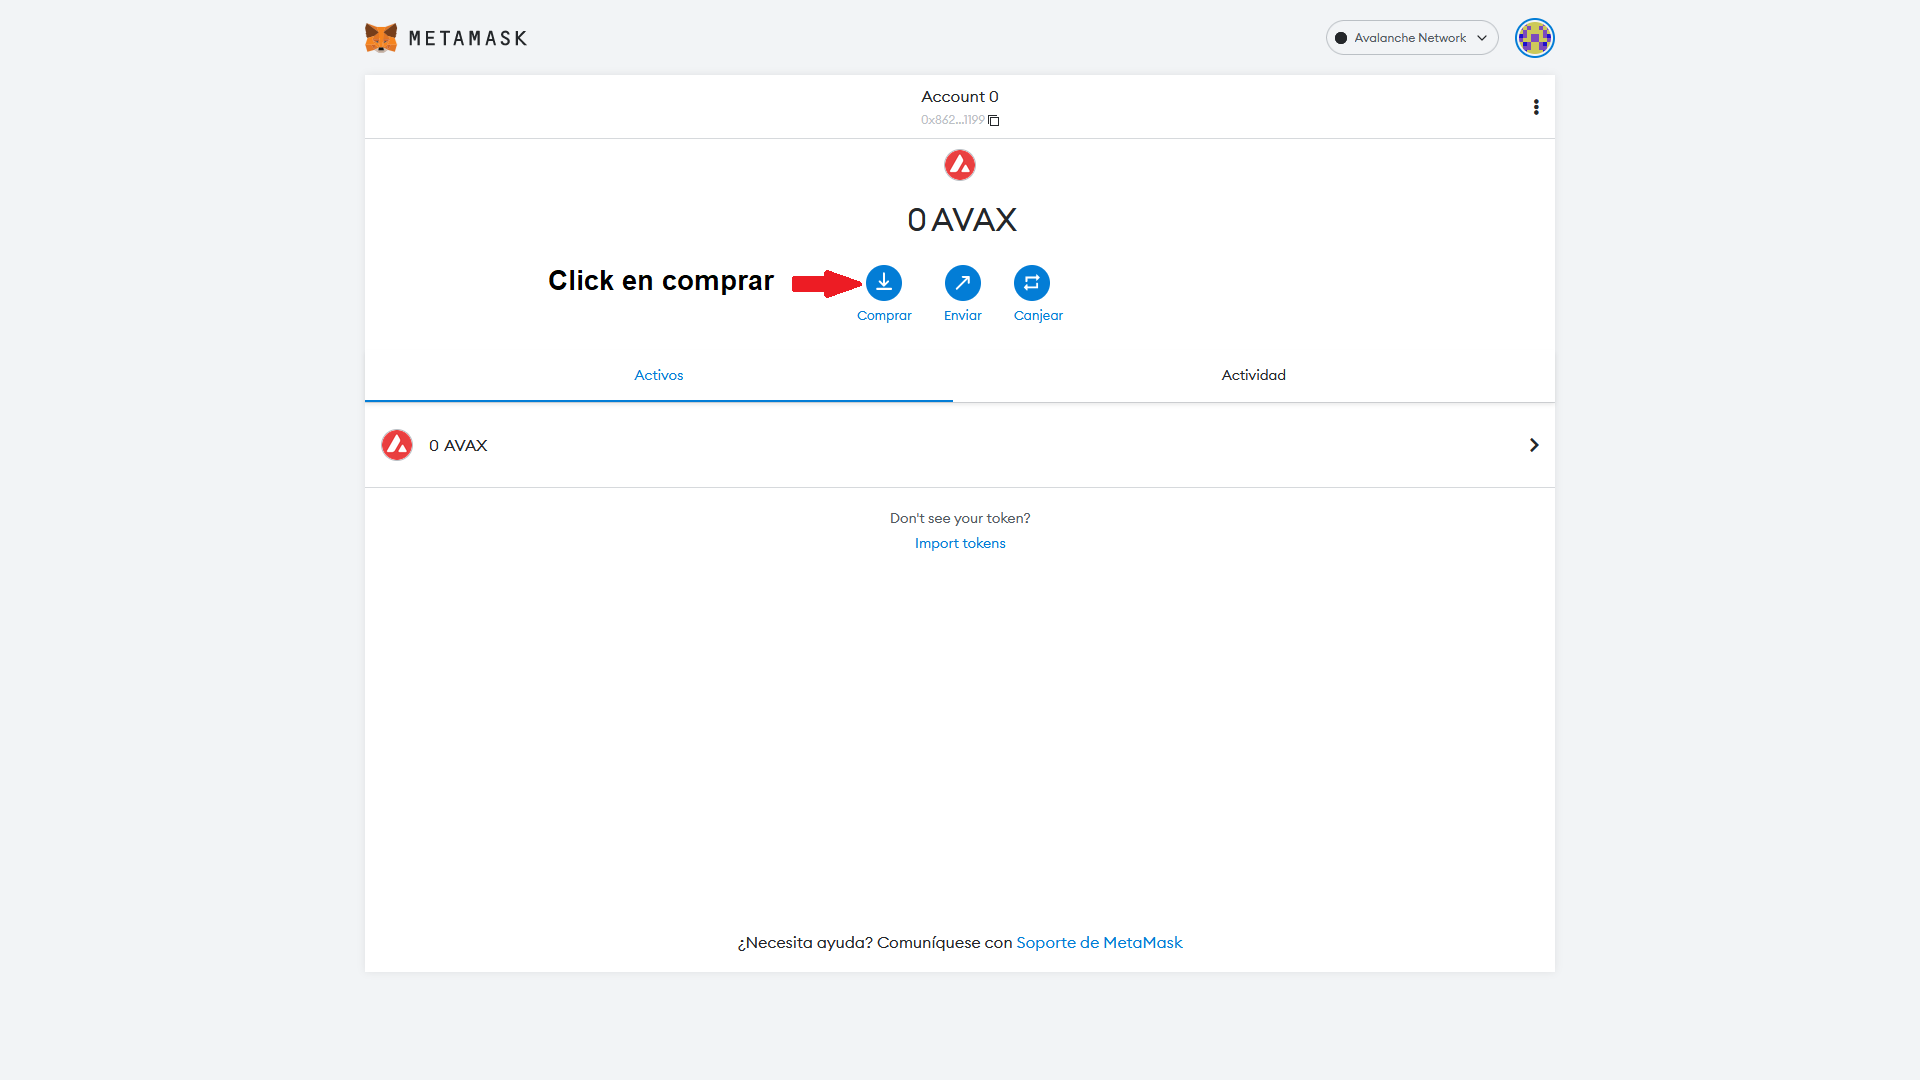 METAMASK
Avalanche Network
Account 0
0x862...1199
0 AVAX
Click en comprar
Comprar
Enviar
Canjear
Activos
Actividad
0 AVAX
Don't see your token?
Import tokens
¿Necesita ayuda? Comuníquese con Soporte de MetaMask